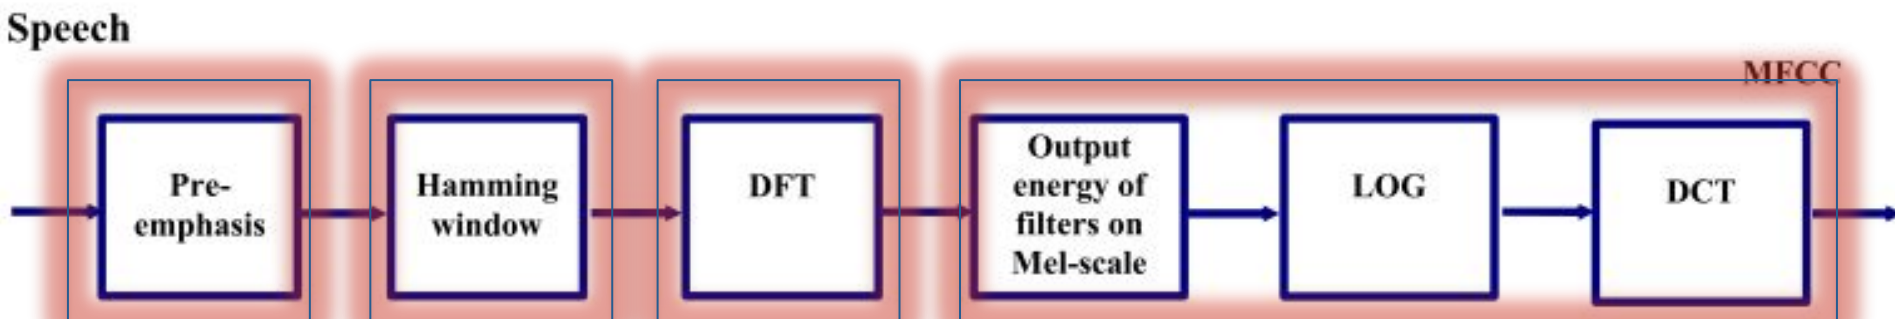 Speech
MFCC
Pre-
emphasis
Hamming
window
DFT
Output
energy of
filters on
Mel-scale
LOG
DCT